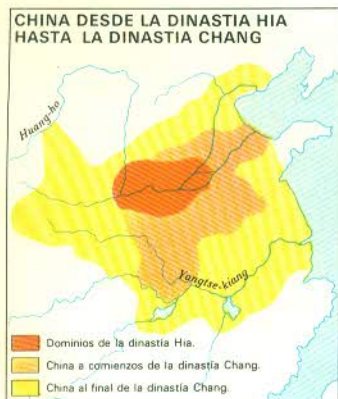 CHINA DESDE LA DINASTIA HIA
HASTA LA DINASTIA CHANG
Huang-ho
Yangtse-kiang
Dominios de la dinastía Hia.
China a comienzos de la dinastía Chang.
China al final de la dinastía Chang.